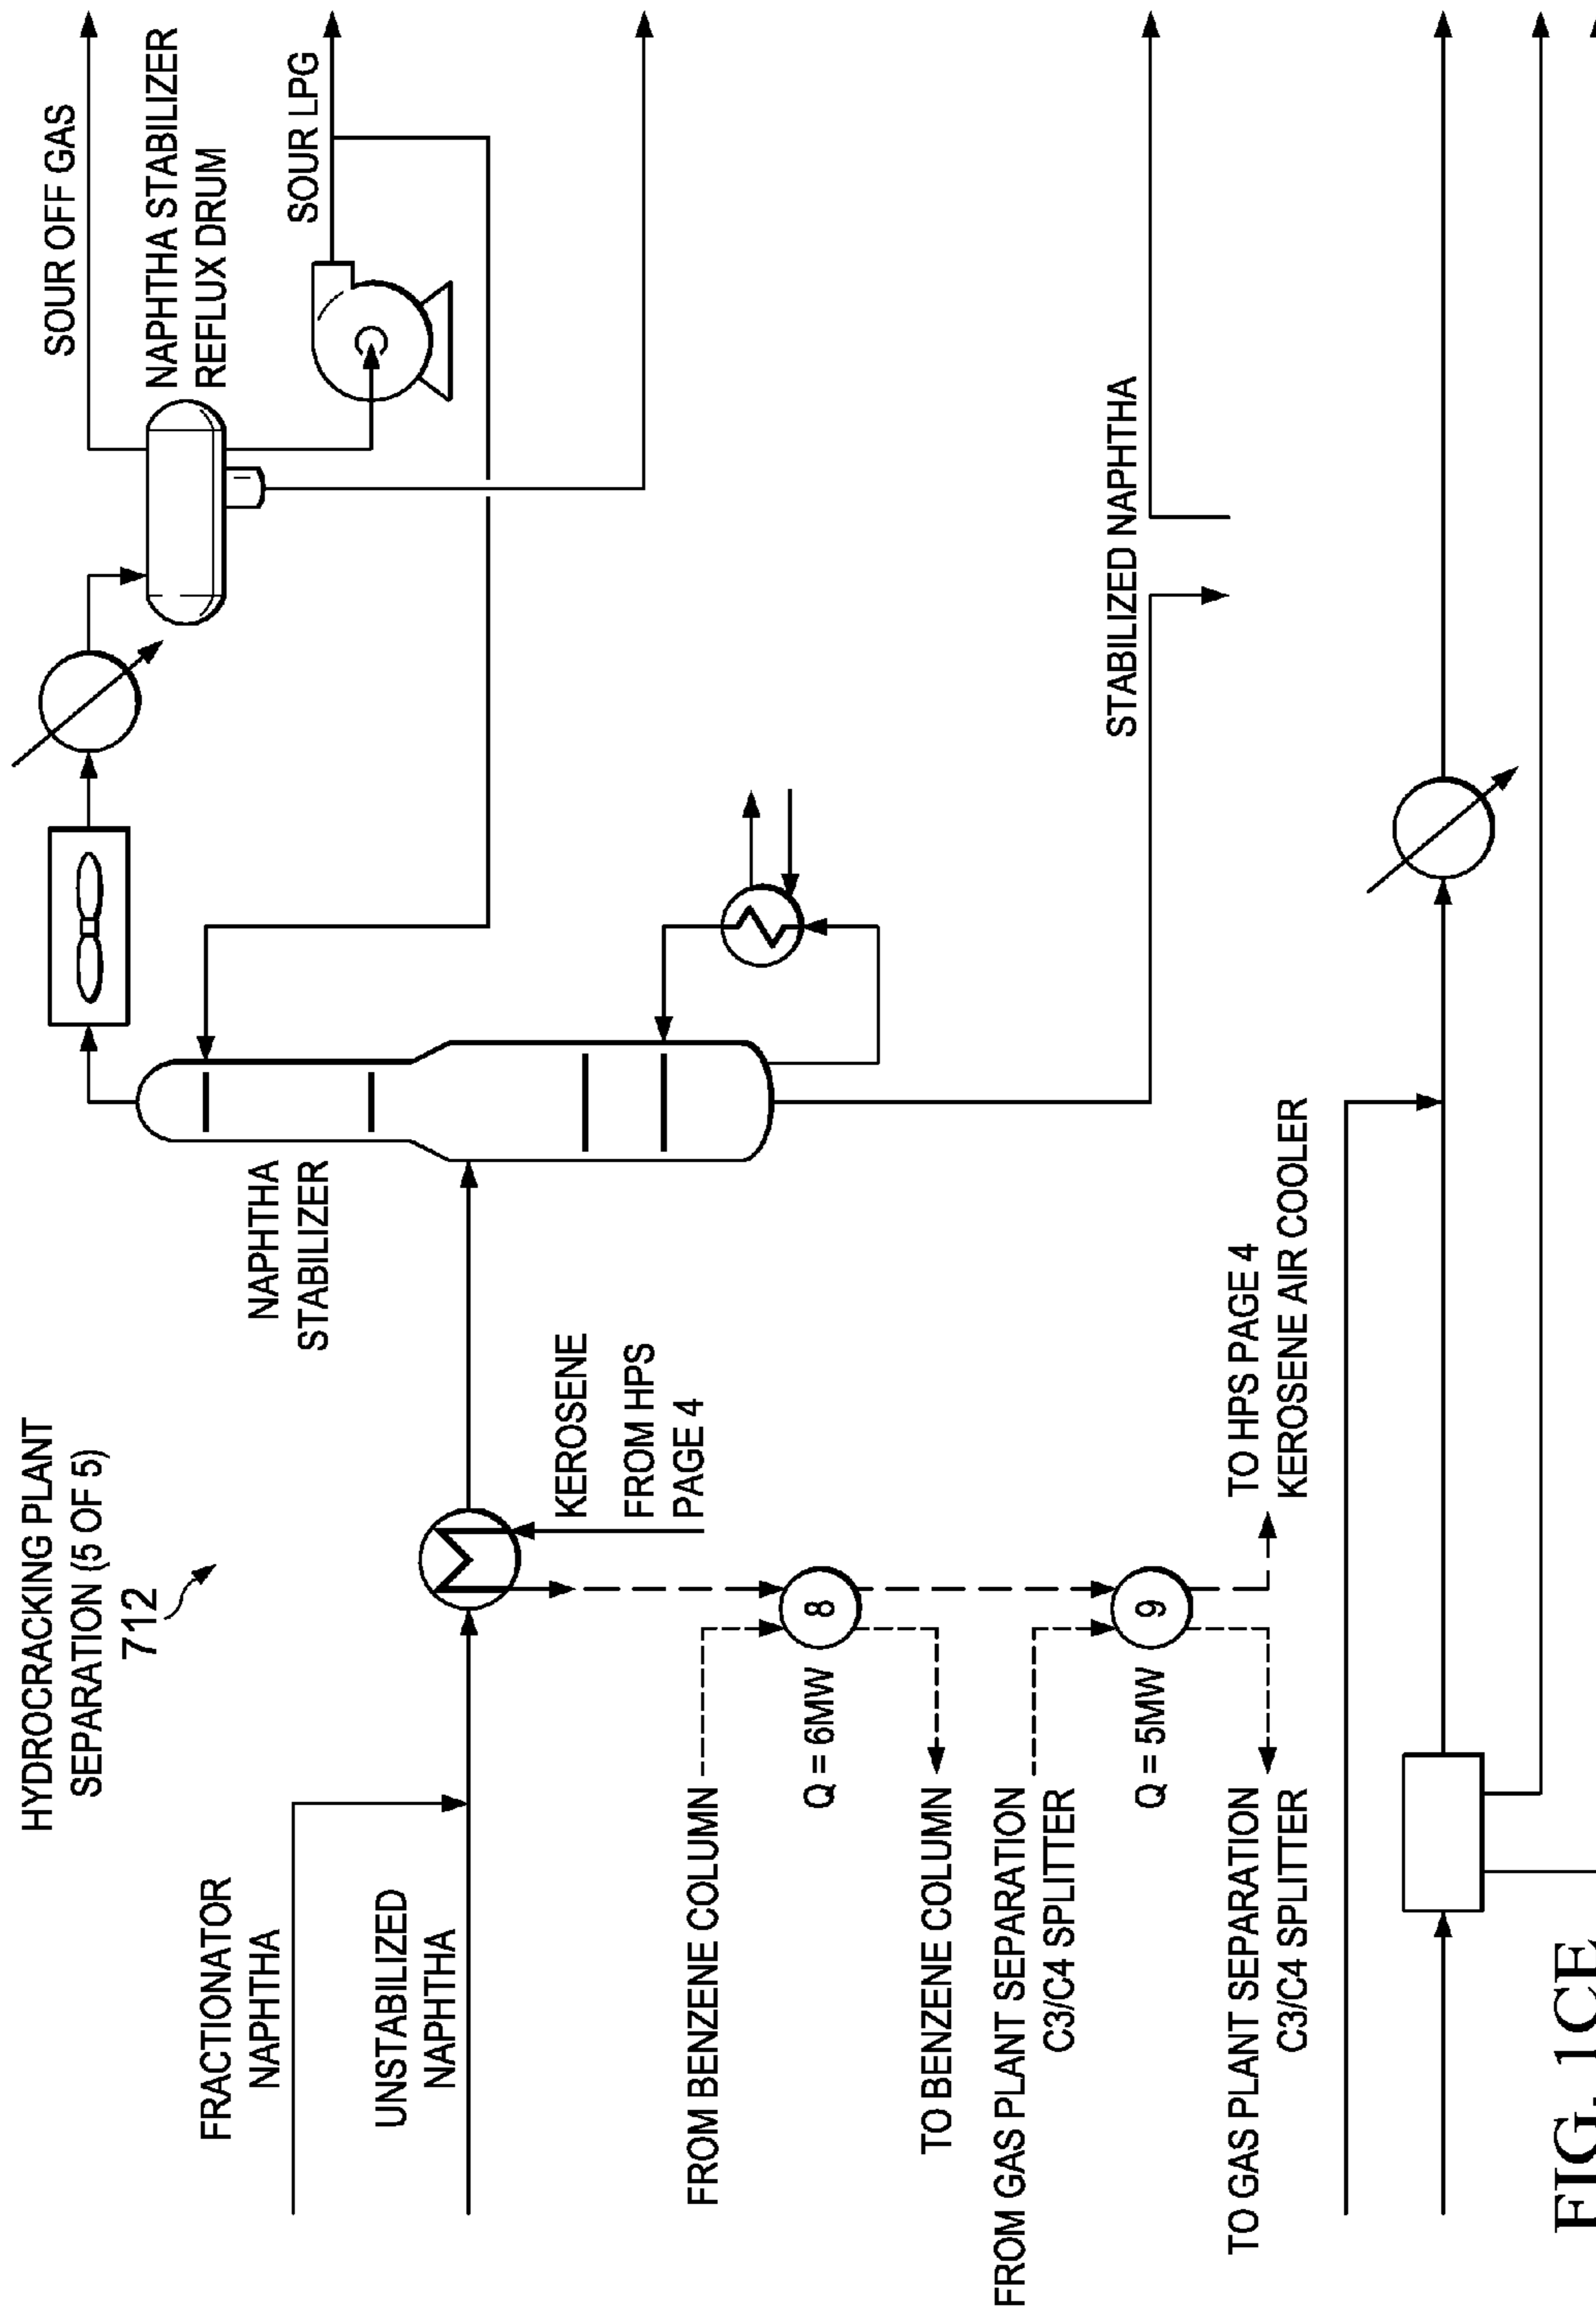 HYDROCRACKING PLANT
SEPARATION (5 OF 5)
712
FRACTIONATOR
NAPHTHA
UNSTABILIZED
NAPHTHA
KEROSENE
FROM HPS
PAGE 4
NAPHTHA
STABILIZER
SOUR OFF GAS
NAPHTHA STABILIZER
REFLUX DRUM
SOUR LPG
FROM BENZENE COLUMN
8
Q = 6MW
TO BENZENE COLUMN
FROM GAS PLANT SEPARATION
C3/C4 SPLITTER
9
Q = 5MW
TO GAS PLANT SEPARATION
C3/C4 SPLITTER
TO HPS PAGE 4
KEROSENE AIR COOLER
STABILIZED NAPHTHA
FIG. 1CE